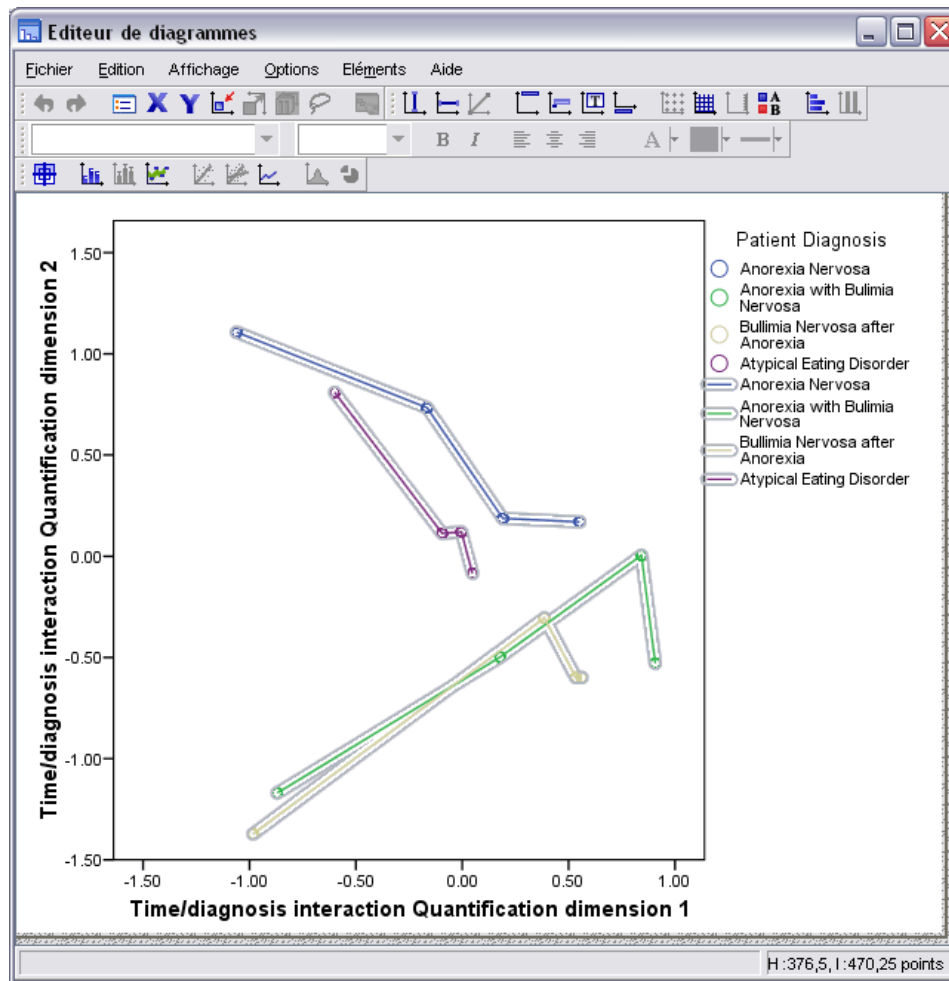 Editeur de diagrammes
Fichier Edition Affichage Options Eléments Aide
X Y T A B
B I A
Patient Diagnosis
Anorexia Nervosa
Anorexia with Bulimia
Nervosa
Bullimia Nervosa after
Anorexia
Atypical Eating Disorder
Anorexia Nervosa
Anorexia with Bulimia
Nervosa
Bullimia Nervosa after
Anorexia
Atypical Eating Disorder
Time/diagnosis interaction Quantification dimension 2
1.50
1.00
0.50
0.00
-0.50
-1.00
-1.50
-1.50 -1.00 -0.50 0.00 0.50 1.00
Time/diagnosis interaction Quantification dimension 1
H :376,5, l :470,25 points